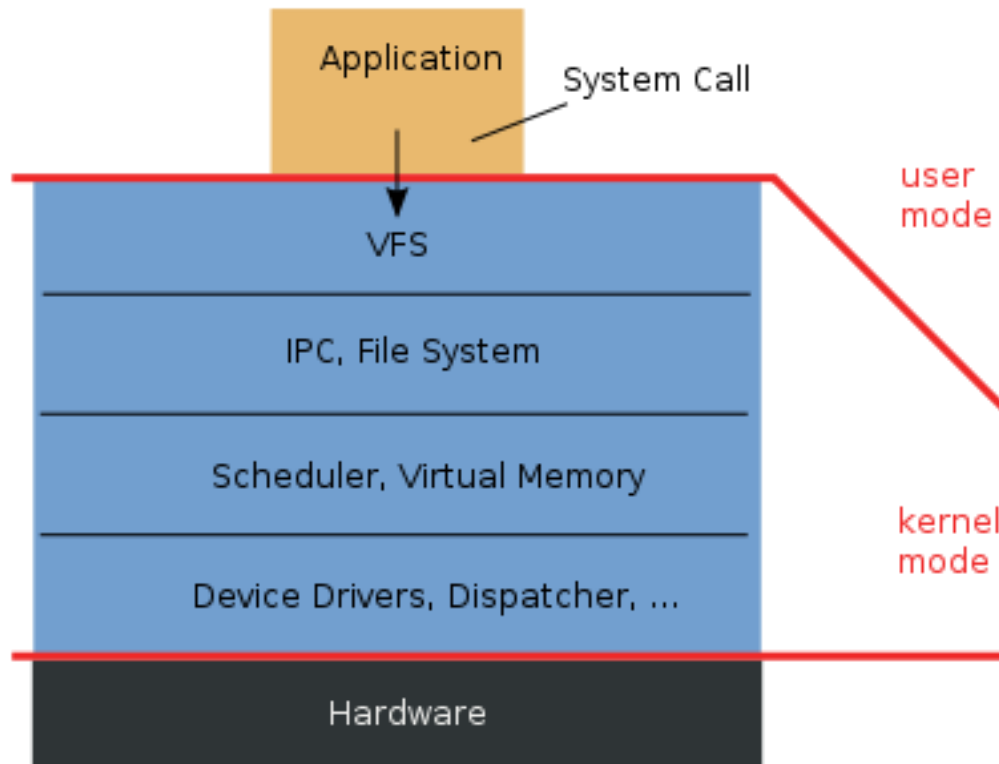 Application
System Call
user
mode
VFS
IPC, File System
Scheduler, Virtual Memory
kernel
mode
Device Drivers, Dispatcher, ...
Hardware